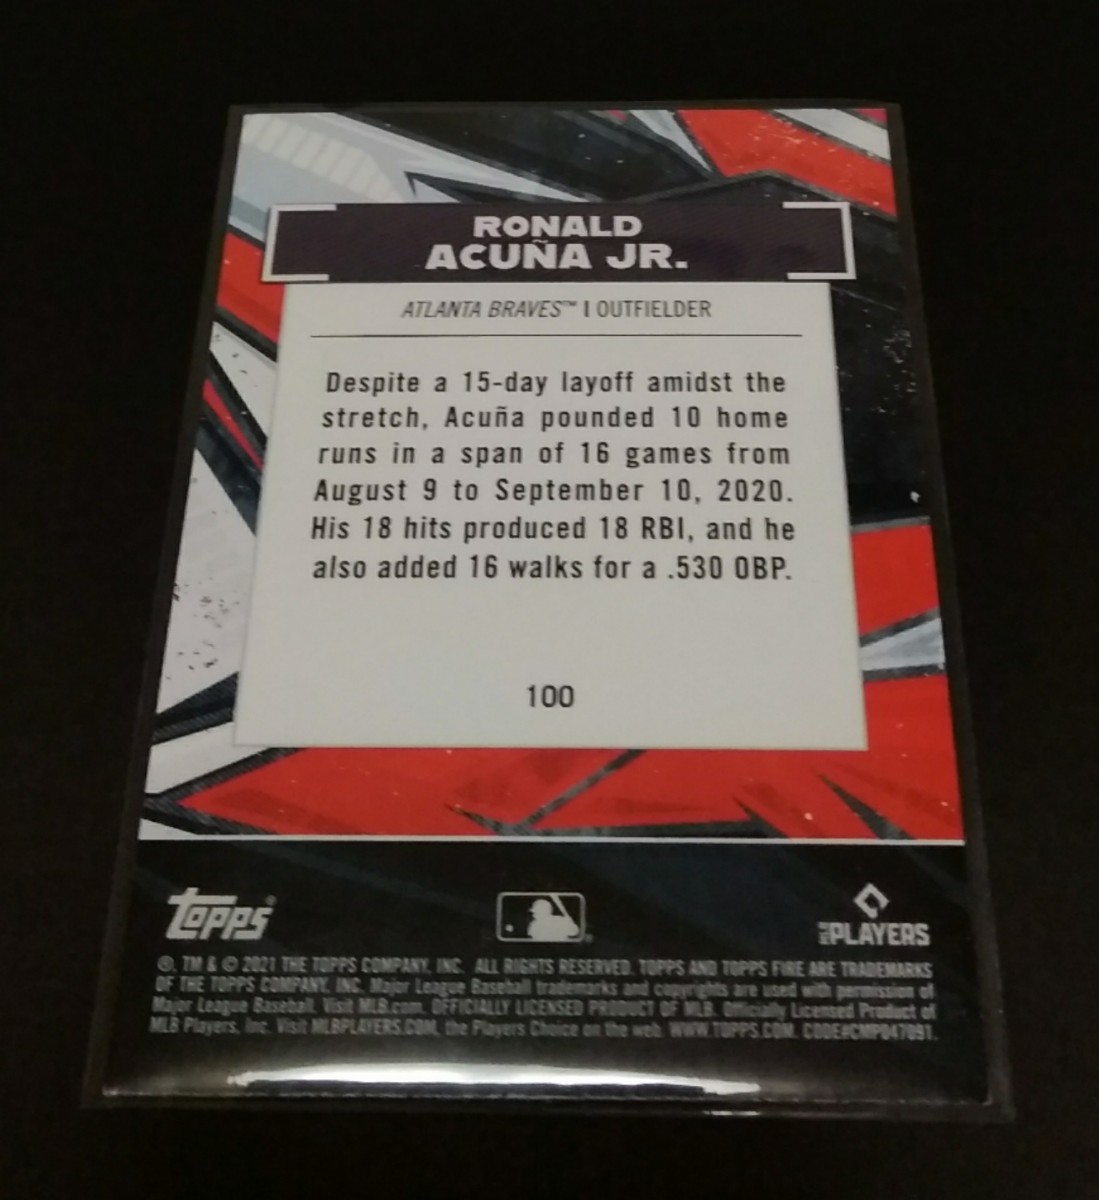 RONALD
ACUÑA JR.
ATLANTA BRAVES™ | OUTFIELDER
Despite a 15-day layoff amidst the
stretch, Acuña pounded 10 home
runs in a span of 16 games from
August 9 to September 10, 2020.
His 18 hits produced 18 RBI, and he
also added 16 walks for a .530 OBP.
100
topps®
MLB PLAYERS
®, TM & © 2021 THE TOPPS COMPANY, INC. ALL RIGHTS RESERVED. TOPPS AND TOPPS FIRE ARE TRADEMARKS
OF THE TOPPS COMPANY, INC. Major League Baseball trademarks and copyrights are used with permission of
Major League Baseball. Visit MLB.com. OFFICIALLY LICENSED PRODUCT OF MLB. Officially Licensed Product of
MLB Players, Inc. Visit MLBPLAYERS.COM, the Players Choice on the web. WWW.TOPPS.COM. CODE#CMP047091.